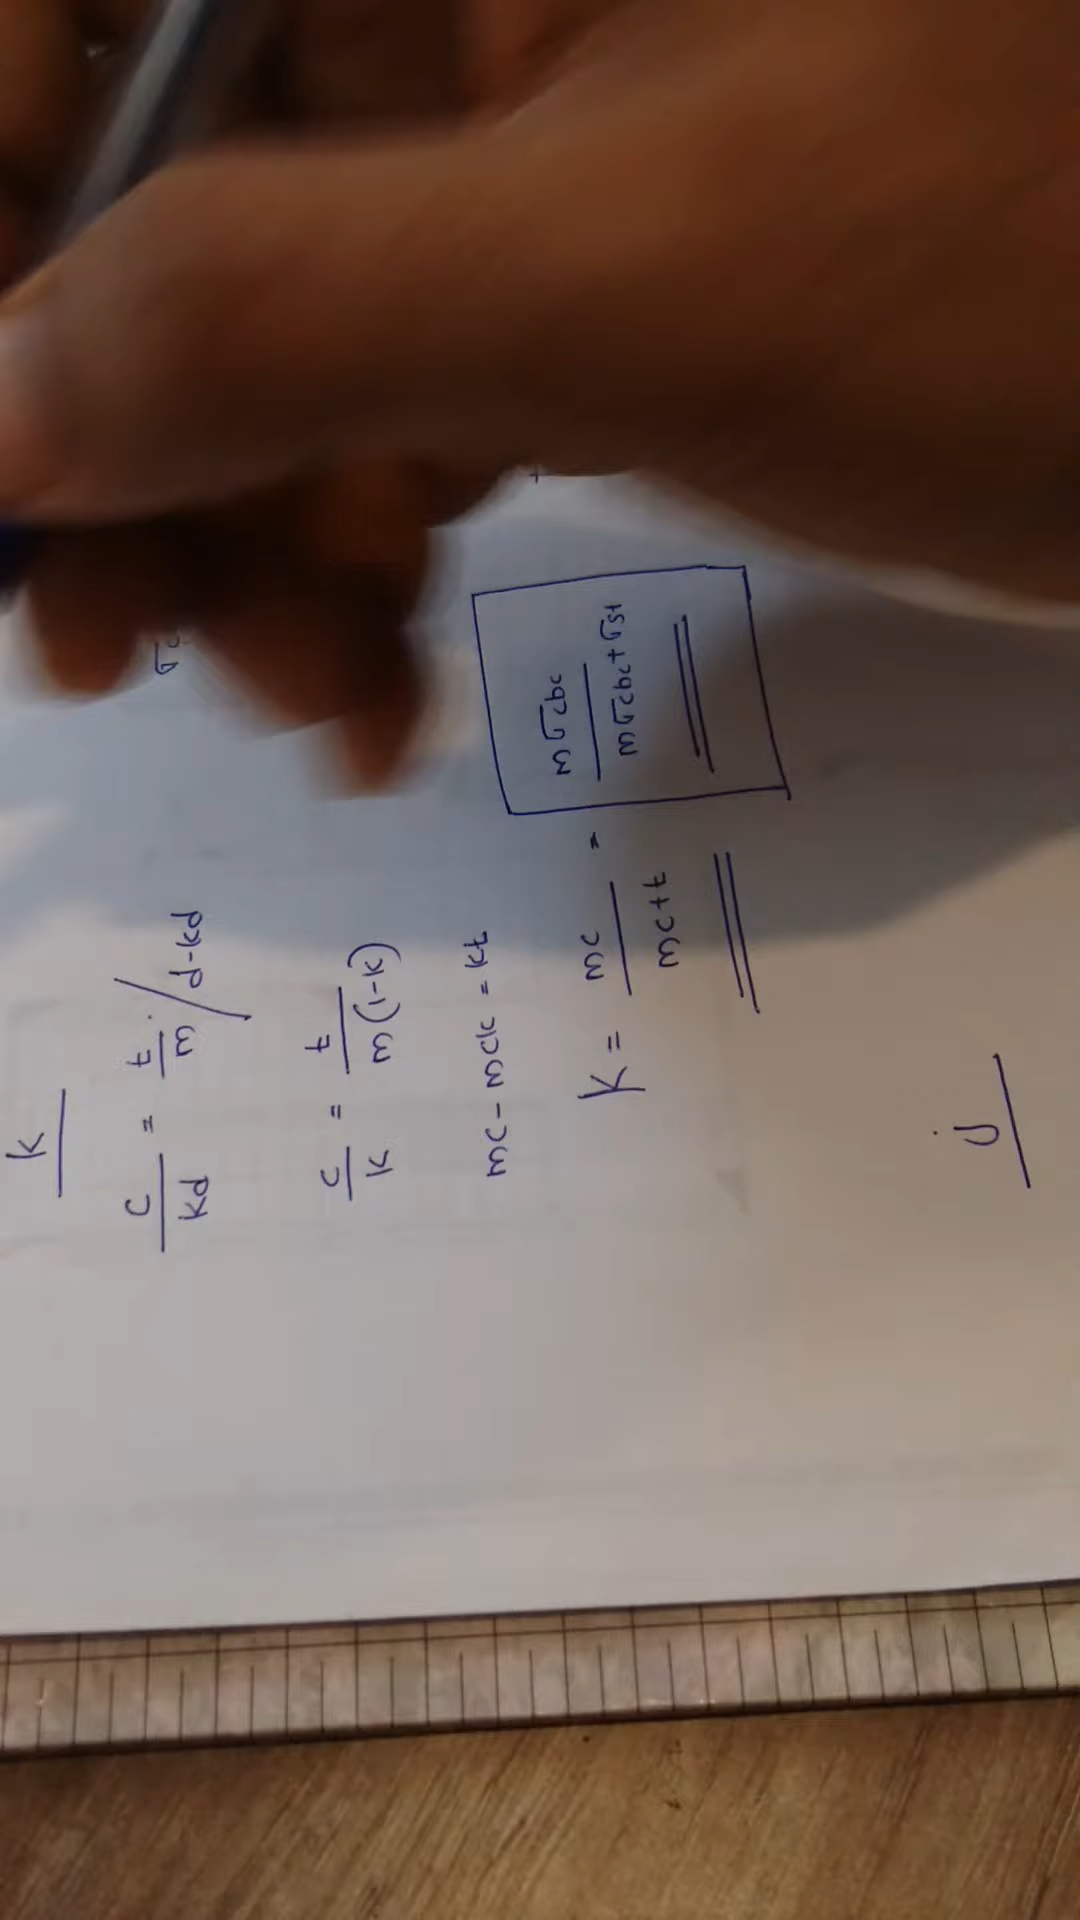 k
c/kd = t/m / d-kd
c/k = t/m(1-k)
mc - mck = kt
K = mc/mc+t = mσcbc/mσcbc+σst
j